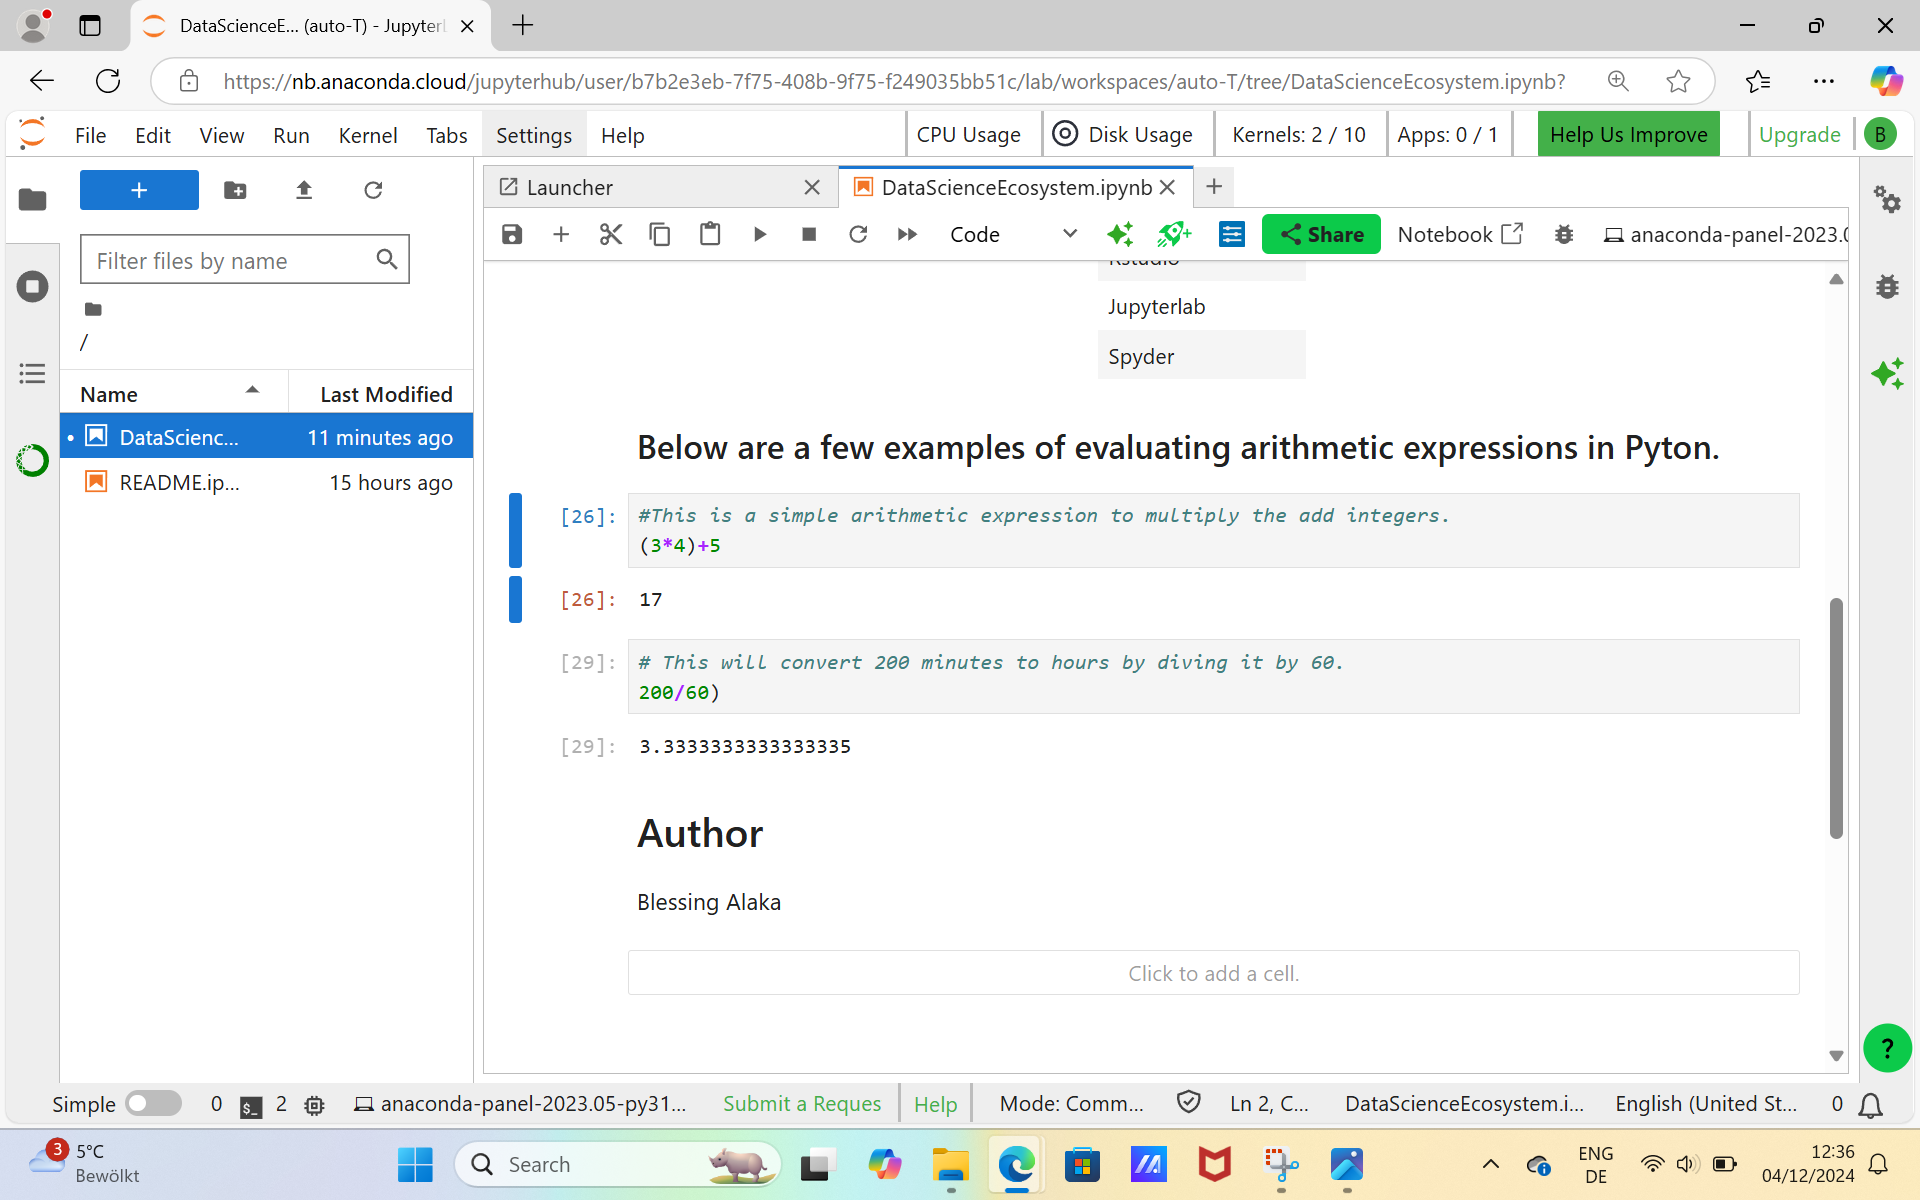 DataScienceE... (auto-T) - Jupyterl
https://nb.anaconda.cloud/jupyterhub/user/b7b2e3eb-7f75-408b-9f75-f249035bb51c/lab/workspaces/auto-T/tree/DataScienceEcosystem.ipynb?
File Edit View Run Kernel Tabs Settings Help
CPU Usage Disk Usage Kernels: 2 / 10 Apps: 0 / 1 Help Us Improve Upgrade B
Launcher DataScienceEcosystem.ipynb
Code Share Notebook anaconda-panel-2023.0
Filter files by name
/
Name Last Modified
DataScienc... 11 minutes ago
README.ip... 15 hours ago
Rstudio
Jupyterlab
Spyder
Below are a few examples of evaluating arithmetic expressions in Pyton.
[26]: #This is a simple arithmetic expression to multiply the add integers.
(3*4)+5
[26]: 17
[29]: # This will convert 200 minutes to hours by diving it by 60.
200/60)
[29]: 3.3333333333333335
Author
Blessing Alaka
Click to add a cell.
?
Simple 0 $_ 2 anaconda-panel-2023.05-py31... Submit a Reques Help Mode: Comm... Ln 2, C... DataScienceEcosystem.i... English (United St... 0
3 5°C
Bewölkt
Search
ENG
DE
12:36
04/12/2024